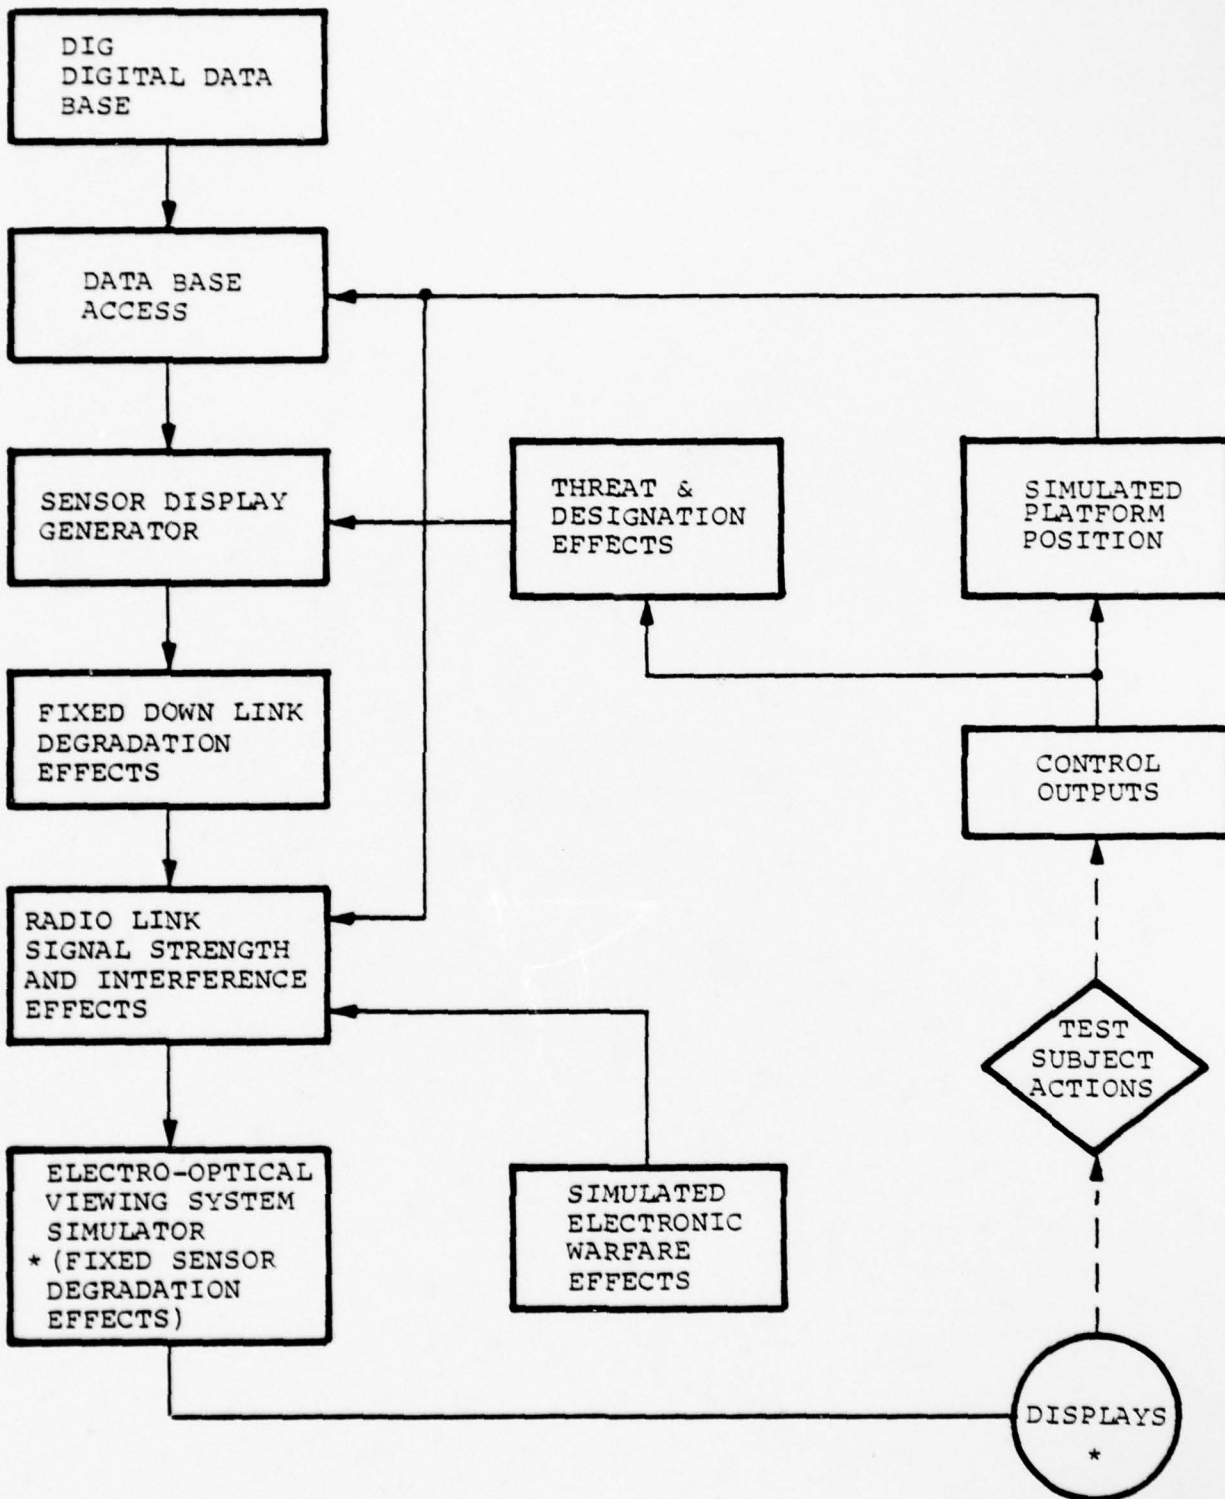 DIG
DIGITAL DATA
BASE
DATA BASE
ACCESS
SENSOR DISPLAY
GENERATOR
THREAT &
DESIGNATION
EFFECTS
SIMULATED
PLATFORM
POSITION
FIXED DOWN LINK
DEGRADATION
EFFECTS
CONTROL
OUTPUTS
RADIO LINK
SIGNAL STRENGTH
AND INTERFERENCE
EFFECTS
TEST
SUBJECT
ACTIONS
ELECTRO-OPTICAL
VIEWING SYSTEM
SIMULATOR
*(FIXED SENSOR
DEGRADATION
EFFECTS)
SIMULATED
ELECTRONIC
WARFARE
EFFECTS
DISPLAYS
*